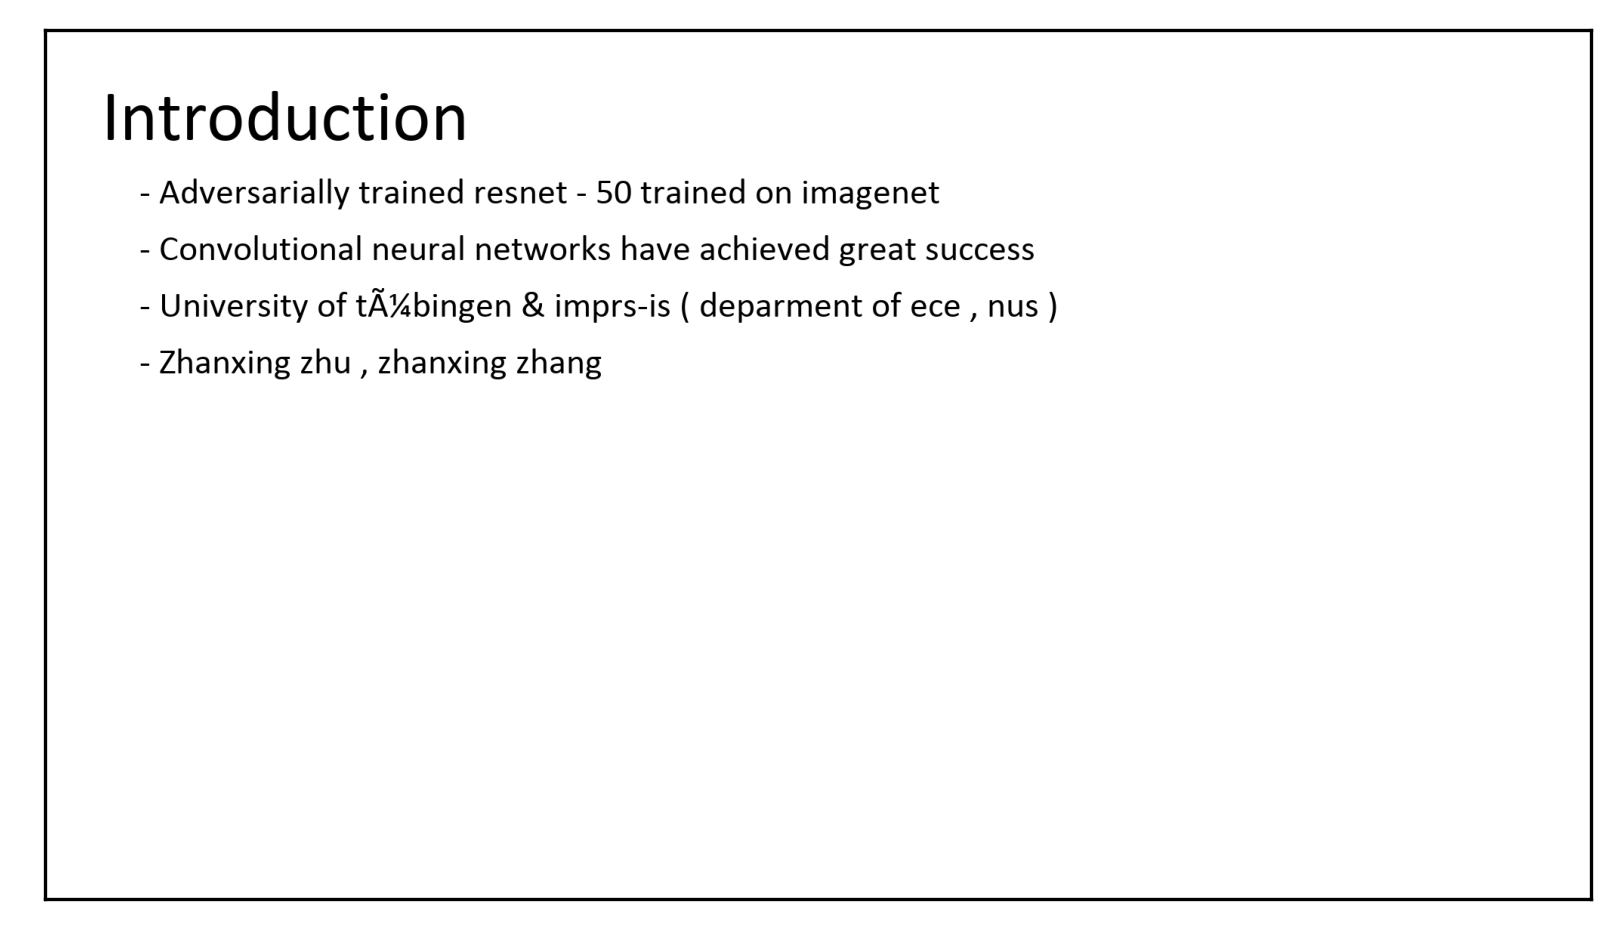 Introduction
- Adversarially trained resnet - 50 trained on imagenet
- Convolutional neural networks have achieved great success
- University of tÃ¼bingen & imprs-is ( deparment of ece , nus )
- Zhanxing zhu , zhanxing zhang